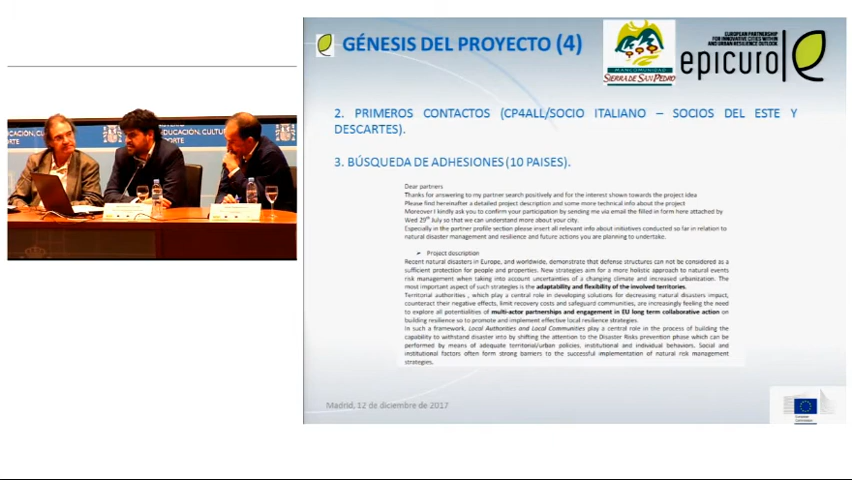 EDUCACIÓN, CU
EDUCACIÓN, CULTURA
ORTE
GÉNESIS DEL PROYECTO (4)
MANCOMUNIDAD
SIERRA DE SAN PEDRO
EUROPEAN PARTNERSHIP
FOR INNOVATIVE CITIES WITHIN
AND URBAN RESILIENCE OUTLOOK
epicuro
2. PRIMEROS CONTACTOS (CP4ALL/SOCIO ITALIANO – SOCIOS DEL ESTE Y
DESCARTES).
3. BÚSQUEDA DE ADHESIONES (10 PAISES).
Dear partners
Thanks for answering to my partner search positively and for the interest shown towards the project idea
Please find hereinafter a detailed project description and some more technical info about the project
Moreover I kindly ask you to confirm your participation by sending me via email the filled in form here attached by
Wed 29th July so that we can understand more about your city.
Especially in the partner profile section please insert all relevant info about initiatives conducted so far in relation to
natural disaster management and resilience and future actions you are planning to undertake.
➢ Project description
Recent natural disasters in Europe, and worldwide, demonstrate that defense structures can not be considered as a
sufficient protection for people and properties. New strategies aim for a more holistic approach to natural events
risk management when taking into account uncertainties of a changing climate and increased urbanization. The
most important aspect of such strategies is the adaptability and flexibility of the involved territories.
Territorial authorities , which play a central role in developing solutions for decreasing natural disasters impact,
counteract their negative effects, limit recovery costs and safeguard communities, are increasingly feeling the need
to explore all potentialities of multi-actor partnerships and engagement in EU long term collaborative action on
building resilience so to promote and implement effective local resilience strategies.
In such a framework, Local Authorities and Local Communities play a central role in the process of building the
capability to withstand disaster into by shifting the attention to the Disaster Risks prevention phase which can be
performed by means of adequate territorial/urban policies, institutional and individual behaviors. Social and
institutional factors often form strong barriers to the successful implementation of natural risk management
strategies.
Madrid, 12 de diciembre de 2017
European
Commission